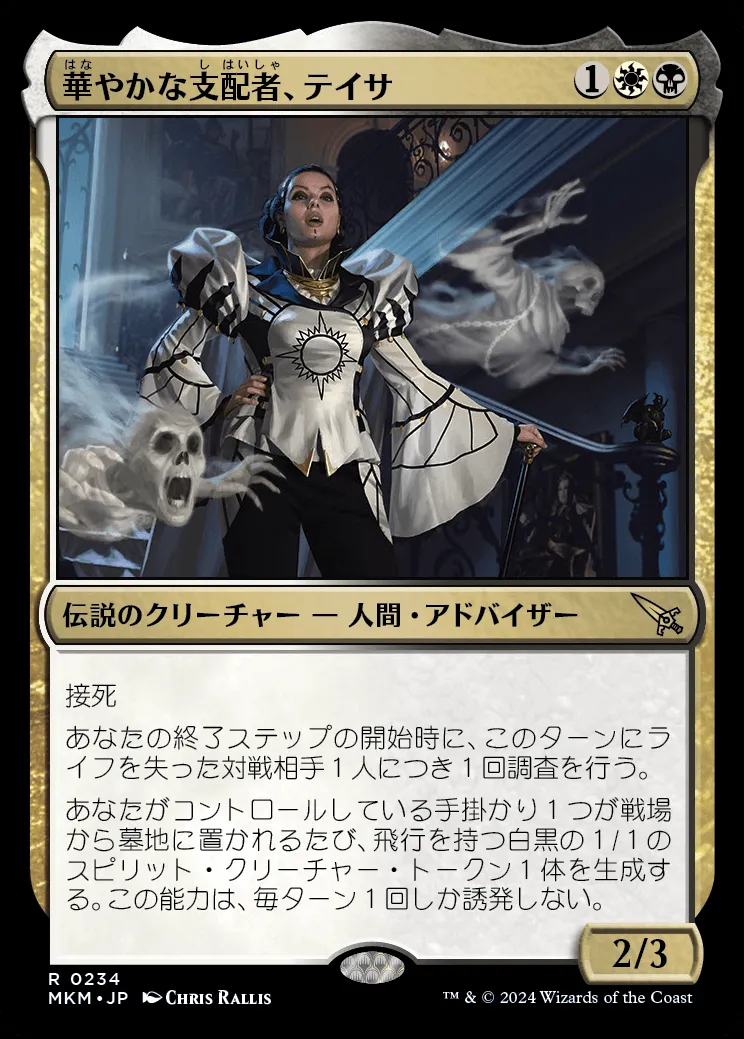 華やかな支配者、テイサ
はな しはいしゃ
1
伝説のクリーチャー ― 人間・アドバイザー
接死
あなたの終了ステップの開始時に、このターンにラ
イフを失った対戦相手1人につき1回調査を行う。
あなたがコントロールしている手掛かり1つが戦場
から墓地に置かれるたび、飛行を持つ白黒の1/1の
スピリット・クリーチャー・トークン1体を生成す
る。この能力は、毎ターン1回しか誘発しない。
2/3
R 0234
MKM・JP Chris Rallis
™ & © 2024 Wizards of the Coast